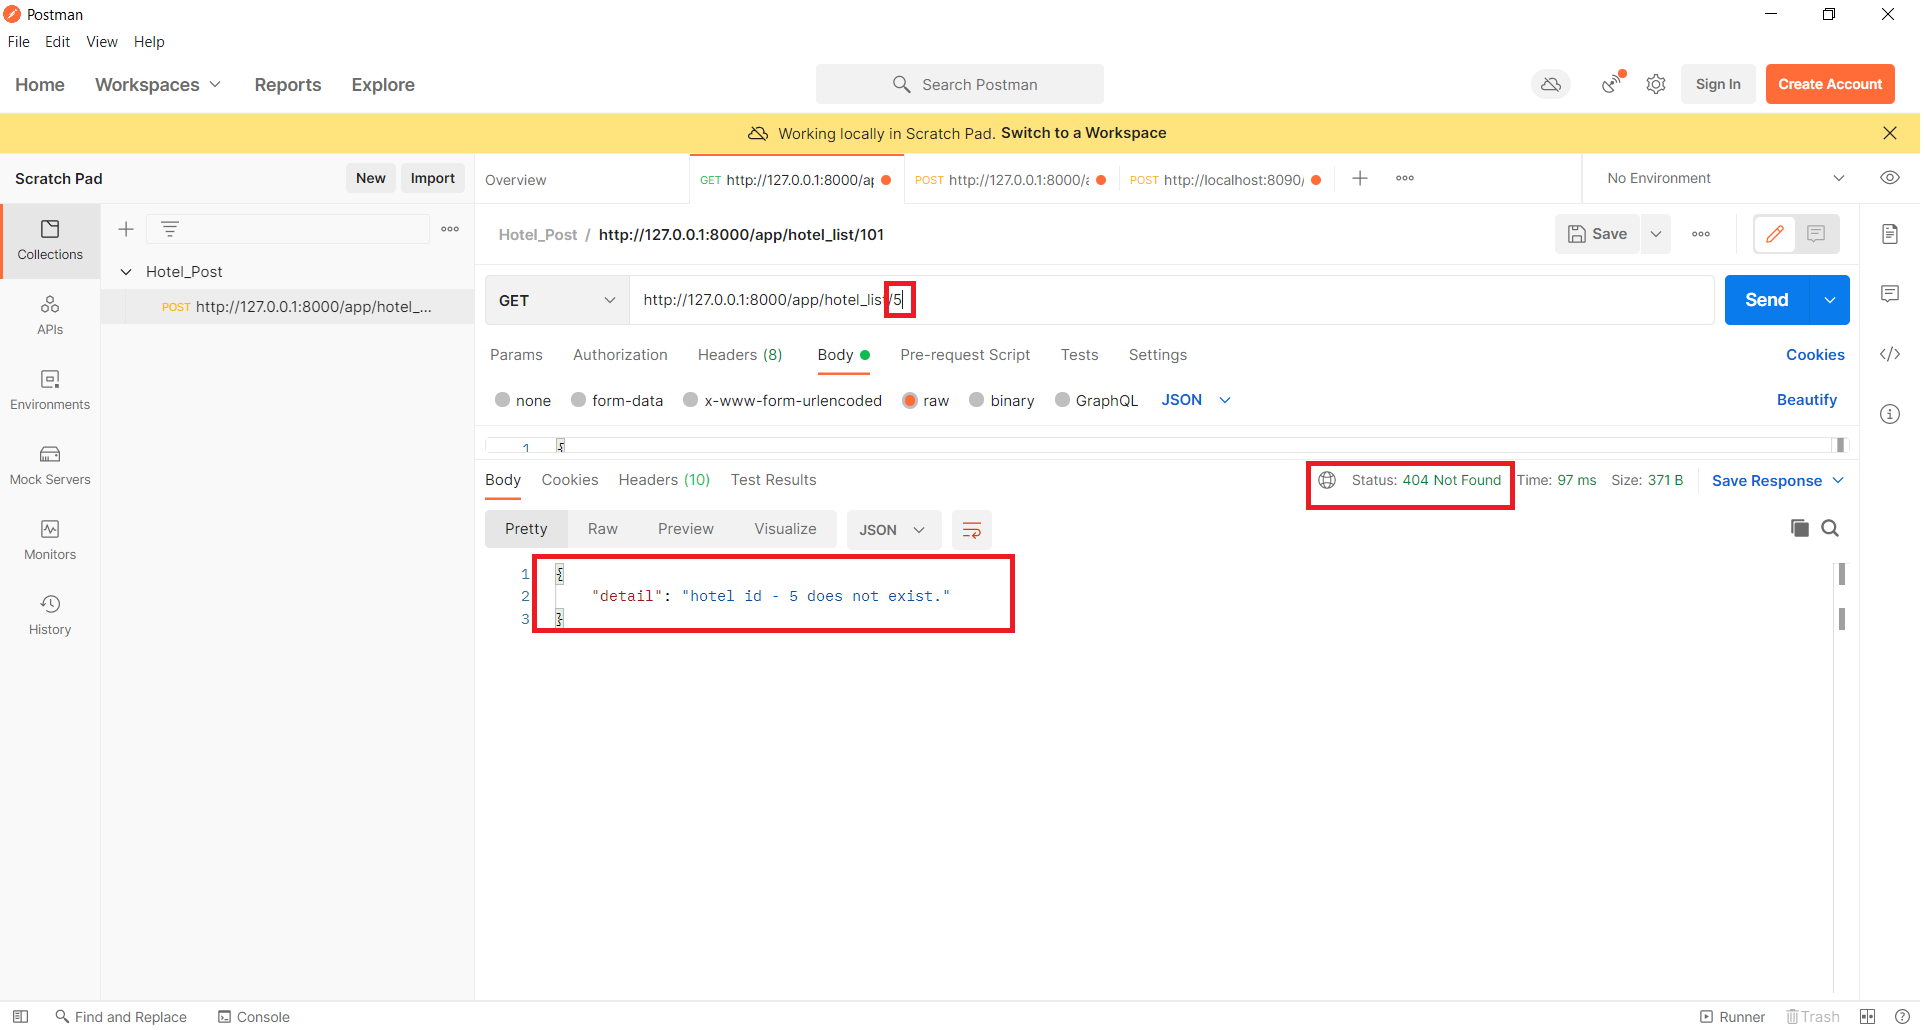 Postman
File Edit View Help
Home Workspaces Reports Explore Search Postman Sign In Create Account
Working locally in Scratch Pad. Switch to a Workspace
Scratch Pad New Import Overview GET http://127.0.0.1:8000/ap POST http://127.0.0.1:8000/a POST http://localhost:8090/ No Environment
Hotel_Post / http://127.0.0.1:8000/app/hotel_list/101 Save
Collections
Hotel_Post
POST http://127.0.0.1:8000/app/hotel_...
GET http://127.0.0.1:8000/app/hotel_list/5 Send
APIs
Params Authorization Headers (8) Body Pre-request Script Tests Settings Cookies
none form-data x-www-form-urlencoded raw binary GraphQL JSON Beautify
Environments
1 {
Mock Servers
Body Cookies Headers (10) Test Results Status: 404 Not Found Time: 97 ms Size: 371 B Save Response
Pretty Raw Preview Visualize JSON
Monitors
1 {
2 "detail": "hotel id - 5 does not exist."
3 }
History
Find and Replace Console Runner Trash